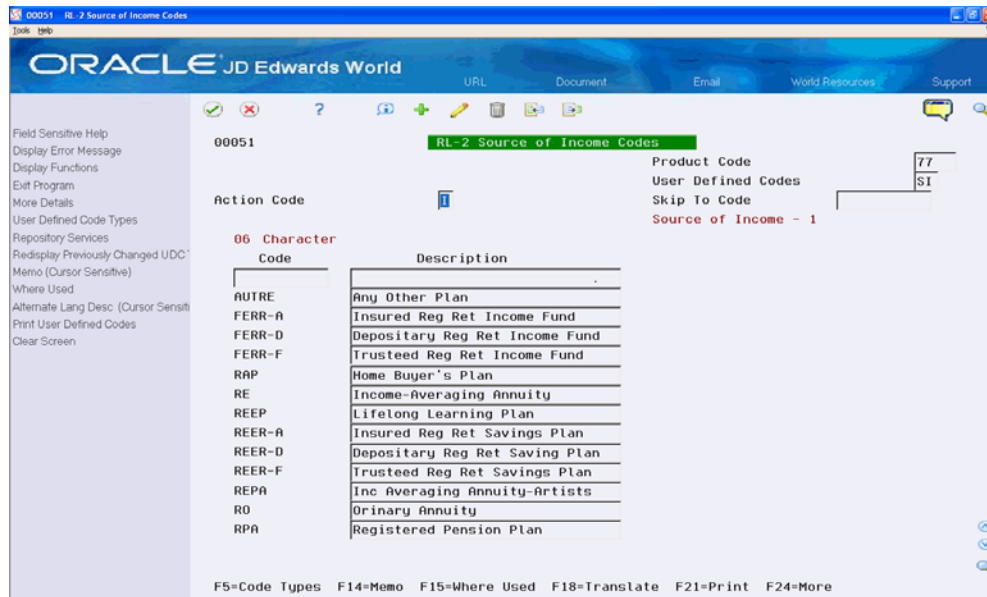 00051 RL-2 Source of Income Codes
Tools Help
ORACLE JD Edwards World
URL Document Email World Resources Support
?
Field Sensitive Help
Display Error Message
Display Functions
Exit Program
More Details
User Defined Code Types
Repository Services
Redisplay Previously Changed UDC
Memo (Cursor Sensitive)
Where Used
Alternate Lang Desc (Cursor Sensiti
Print User Defined Codes
Clear Screen
00051 RL-2 Source of Income Codes
Product Code 77
User Defined Codes SI
Action Code I Skip To Code
Source of Income - 1
06 Character
Code Description
.
AUTRE Any Other Plan
FERR-A Insured Reg Ret Income Fund
FERR-D Depositary Reg Ret Income Fund
FERR-F Trusteed Reg Ret Income Fund
RAP Home Buyer's Plan
RE Income-Averaging Annuity
REEP Lifelong Learning Plan
REER-A Insured Reg Ret Savings Plan
REER-D Depositary Reg Ret Saving Plan
REER-F Trusteed Reg Ret Savings Plan
REPA Inc Averaging Annuity-Artists
RO Orinary Annuity
RPA Registered Pension Plan
F5=Code Types F14=Memo F15=Where Used F18=Translate F21=Print F24=More